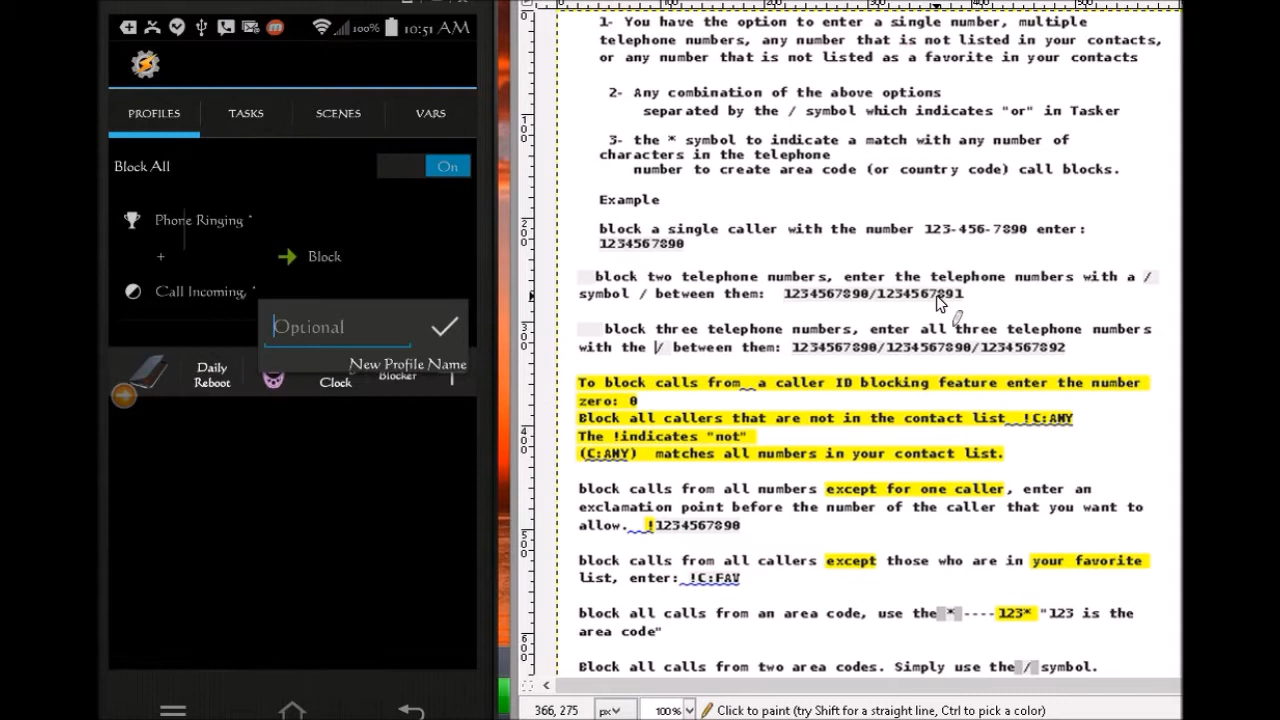 100%
10:51 AM
PROFILES
TASKS
SCENES
VARS
Block All
On
Phone Ringing *
+
Block
Call Incoming,
Optional
New Profile Name
Daily
Reboot
Clock
Blocker
1- You have the option to enter a single number, multiple
telephone numbers, any number that is not listed in your contacts,
or any number that is not listed as a favorite in your contacts
2- Any combination of the above options
separated by the / symbol which indicates "or" in Tasker
3- the * symbol to indicate a match with any number of
characters in the telephone
number to create area code (or country code) call blocks.
Example
block a single caller with the number 123-456-7890 enter:
1234567890
block two telephone numbers, enter the telephone numbers with a /
symbol / between them: 1234567890/1234567891
block three telephone numbers, enter all three telephone numbers
with the / between them: 1234567890/1234567890/1234567892
To block calls from a caller ID blocking feature enter the number
zero: 0
Block all callers that are not in the contact list !C:ANY
The !indicates "not"
(C:ANY) matches all numbers in your contact list.
block calls from all numbers except for one caller, enter an
exclamation point before the number of the caller that you want to
allow. !1234567890
block calls from all callers except those who are in your favorite
list, enter: !C:FAV
block all calls from an area code, use the * ----123* "123 is the
area code"
Block all calls from two area codes. Simply use the / symbol.
366, 275
px
100%
Click to paint (try Shift for a straight line, Ctrl to pick a color)